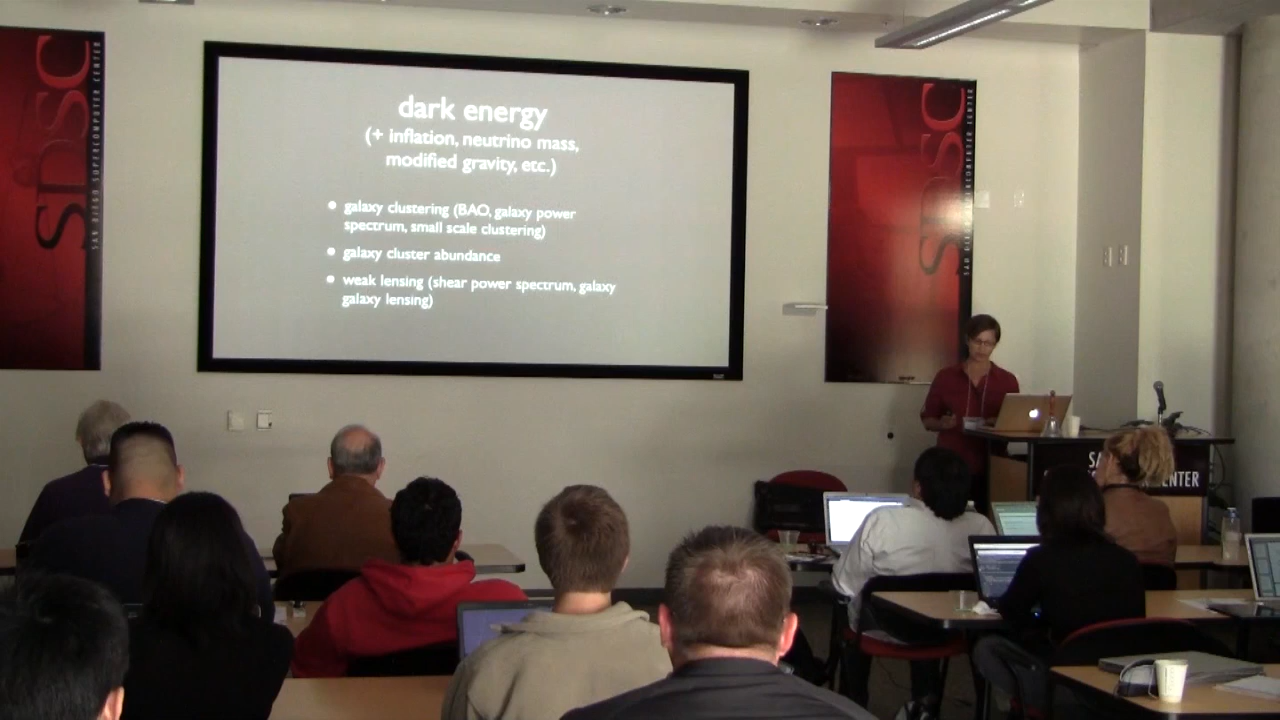 SDSC
SAN DIEGO SUPERCOMPUTER CENTER
dark energy
(+ inflation, neutrino mass,
modified gravity, etc.)
• galaxy clustering (BAO, galaxy power
spectrum, small scale clustering)
• galaxy cluster abundance
• weak lensing (shear power spectrum, galaxy
galaxy lensing)
SDSC
SAN DIEGO SUPERCOMPUTER CENTER